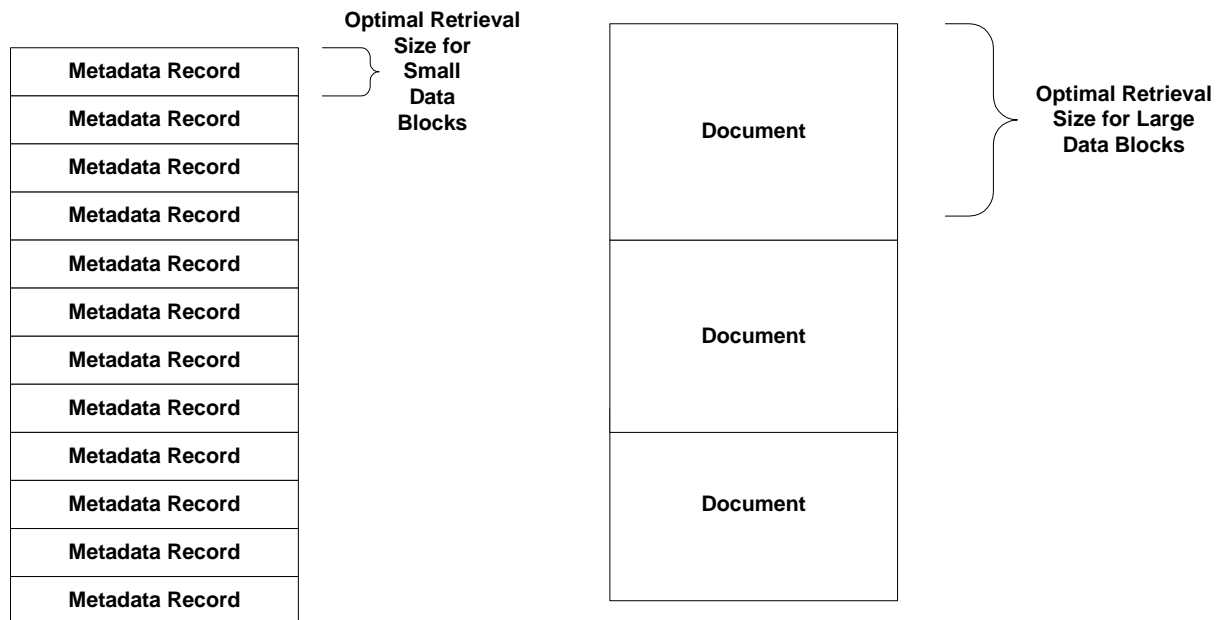 Optimal Retrieval
Size for
Small
Data
Blocks
Metadata Record
Metadata Record
Metadata Record
Metadata Record
Metadata Record
Metadata Record
Metadata Record
Metadata Record
Metadata Record
Metadata Record
Metadata Record
Metadata Record
Document
Document
Document
Optimal Retrieval
Size for Large
Data Blocks